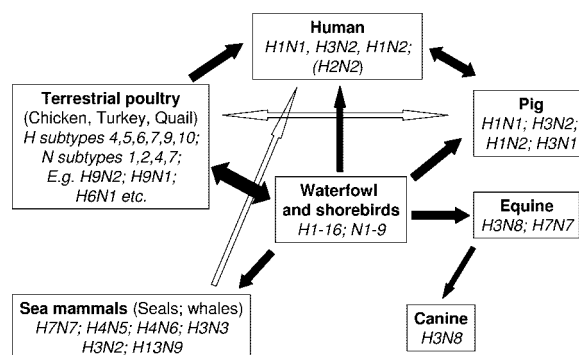 Human
H1N1, H3N2, H1N2;
(H2N2)
Terrestrial poultry
(Chicken, Turkey, Quail)
H subtypes 4,5,6,7,9,10;
N subtypes 1,2,4,7;
E.g. H9N2; H9N1;
H6N1 etc.
Pig
H1N1; H3N2;
H1N2; H3N1
Waterfowl
and shorebirds
H1-16; N1-9
Equine
H3N8; H7N7
Sea mammals (Seals; whales)
H7N7; H4N5; H4N6; H3N3
H3N2; H13N9
Canine
H3N8